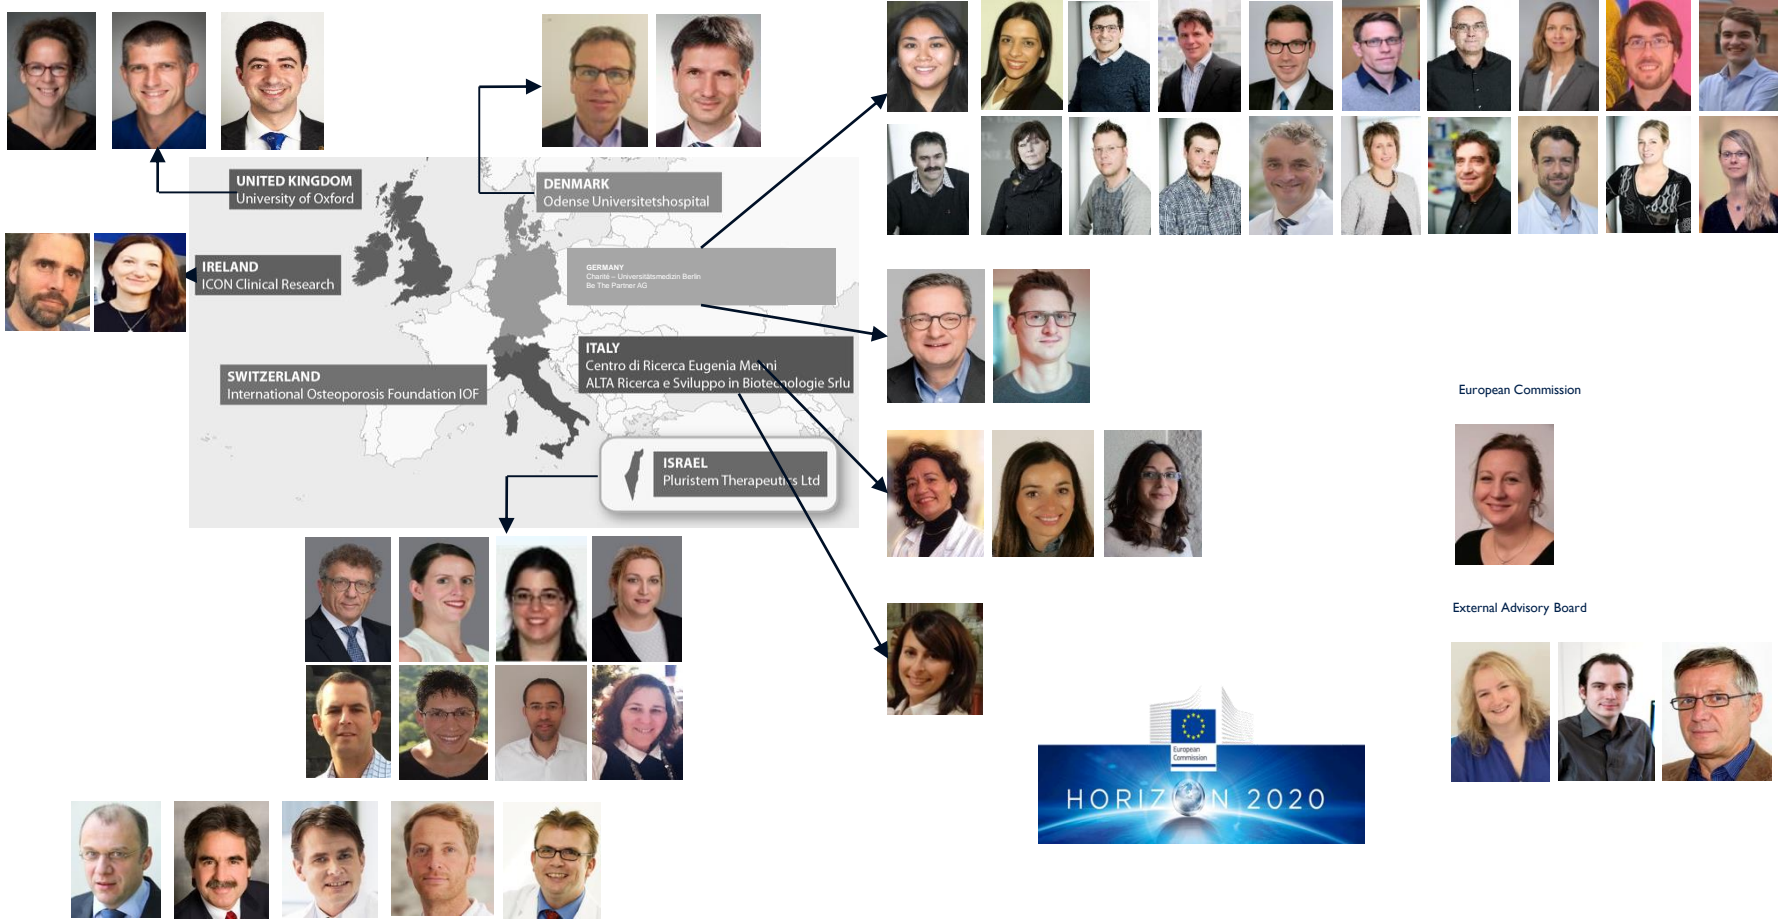 UNITED KINGDOM
University of Oxford
DENMARK
Odense Universitetshospital
IRELAND
ICON Clinical Research
GERMANY
Charité – Universitätsmedizin Berlin
Be The Partner AG
ITALY
Centro di Ricerca Eugenia Menni
ALTA Ricerca e Sviluppo in Biotecnologie Srlu
SWITZERLAND
International Osteoporosis Foundation IOF
ISRAEL
Pluristem Therapeutics Ltd
European Commission
External Advisory Board
European
Commission
HORIZON 2020